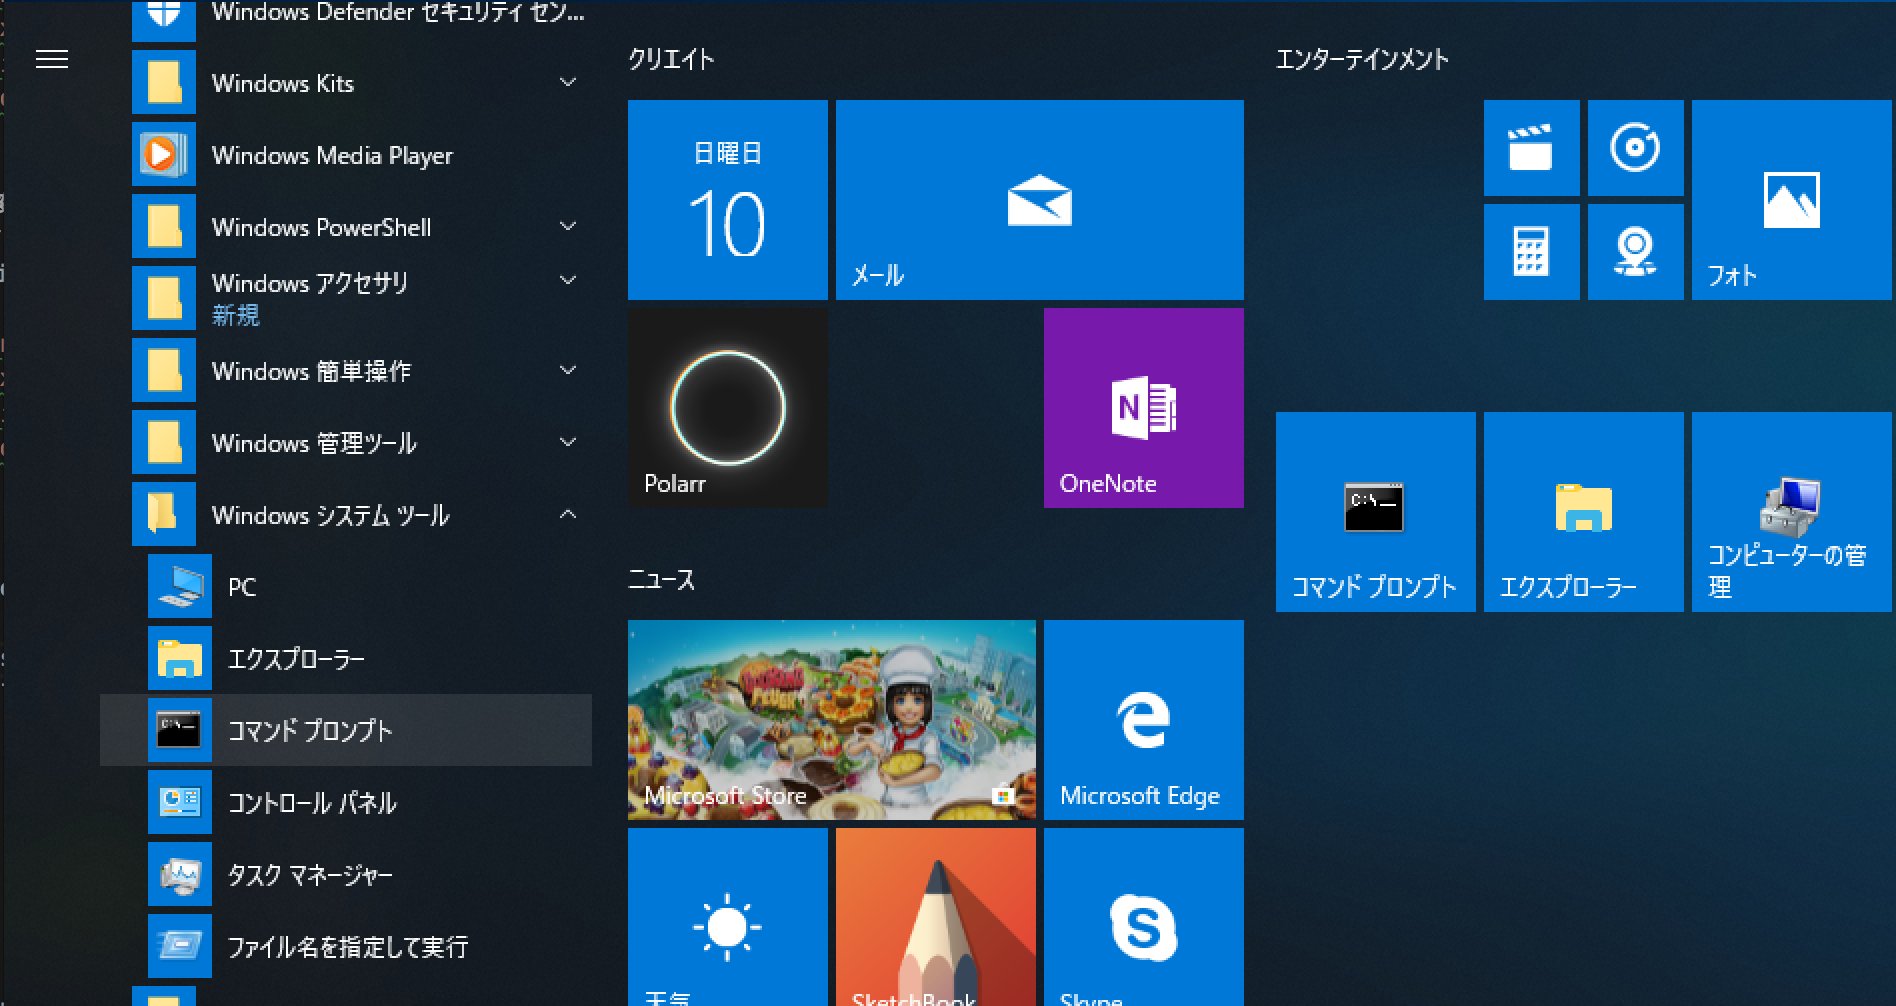 Windows Defender セキュリティ セン...
Windows Kits
Windows Media Player
Windows PowerShell
Windows アクセサリ
新規
Windows 簡単操作
Windows 管理ツール
Windows システム ツール
PC
エクスプローラー
コマンド プロンプト
コントロール パネル
タスク マネージャー
ファイル名を指定して実行
クリエイト
日曜日
10
メール
Polarr
N
OneNote
ニュース
Microsoft Store
Microsoft Edge
天気
SketchBook
S
Skype
エンターテインメント
フォト
C:\_
コマンド プロンプト
エクスプローラー
コンピューターの管
理